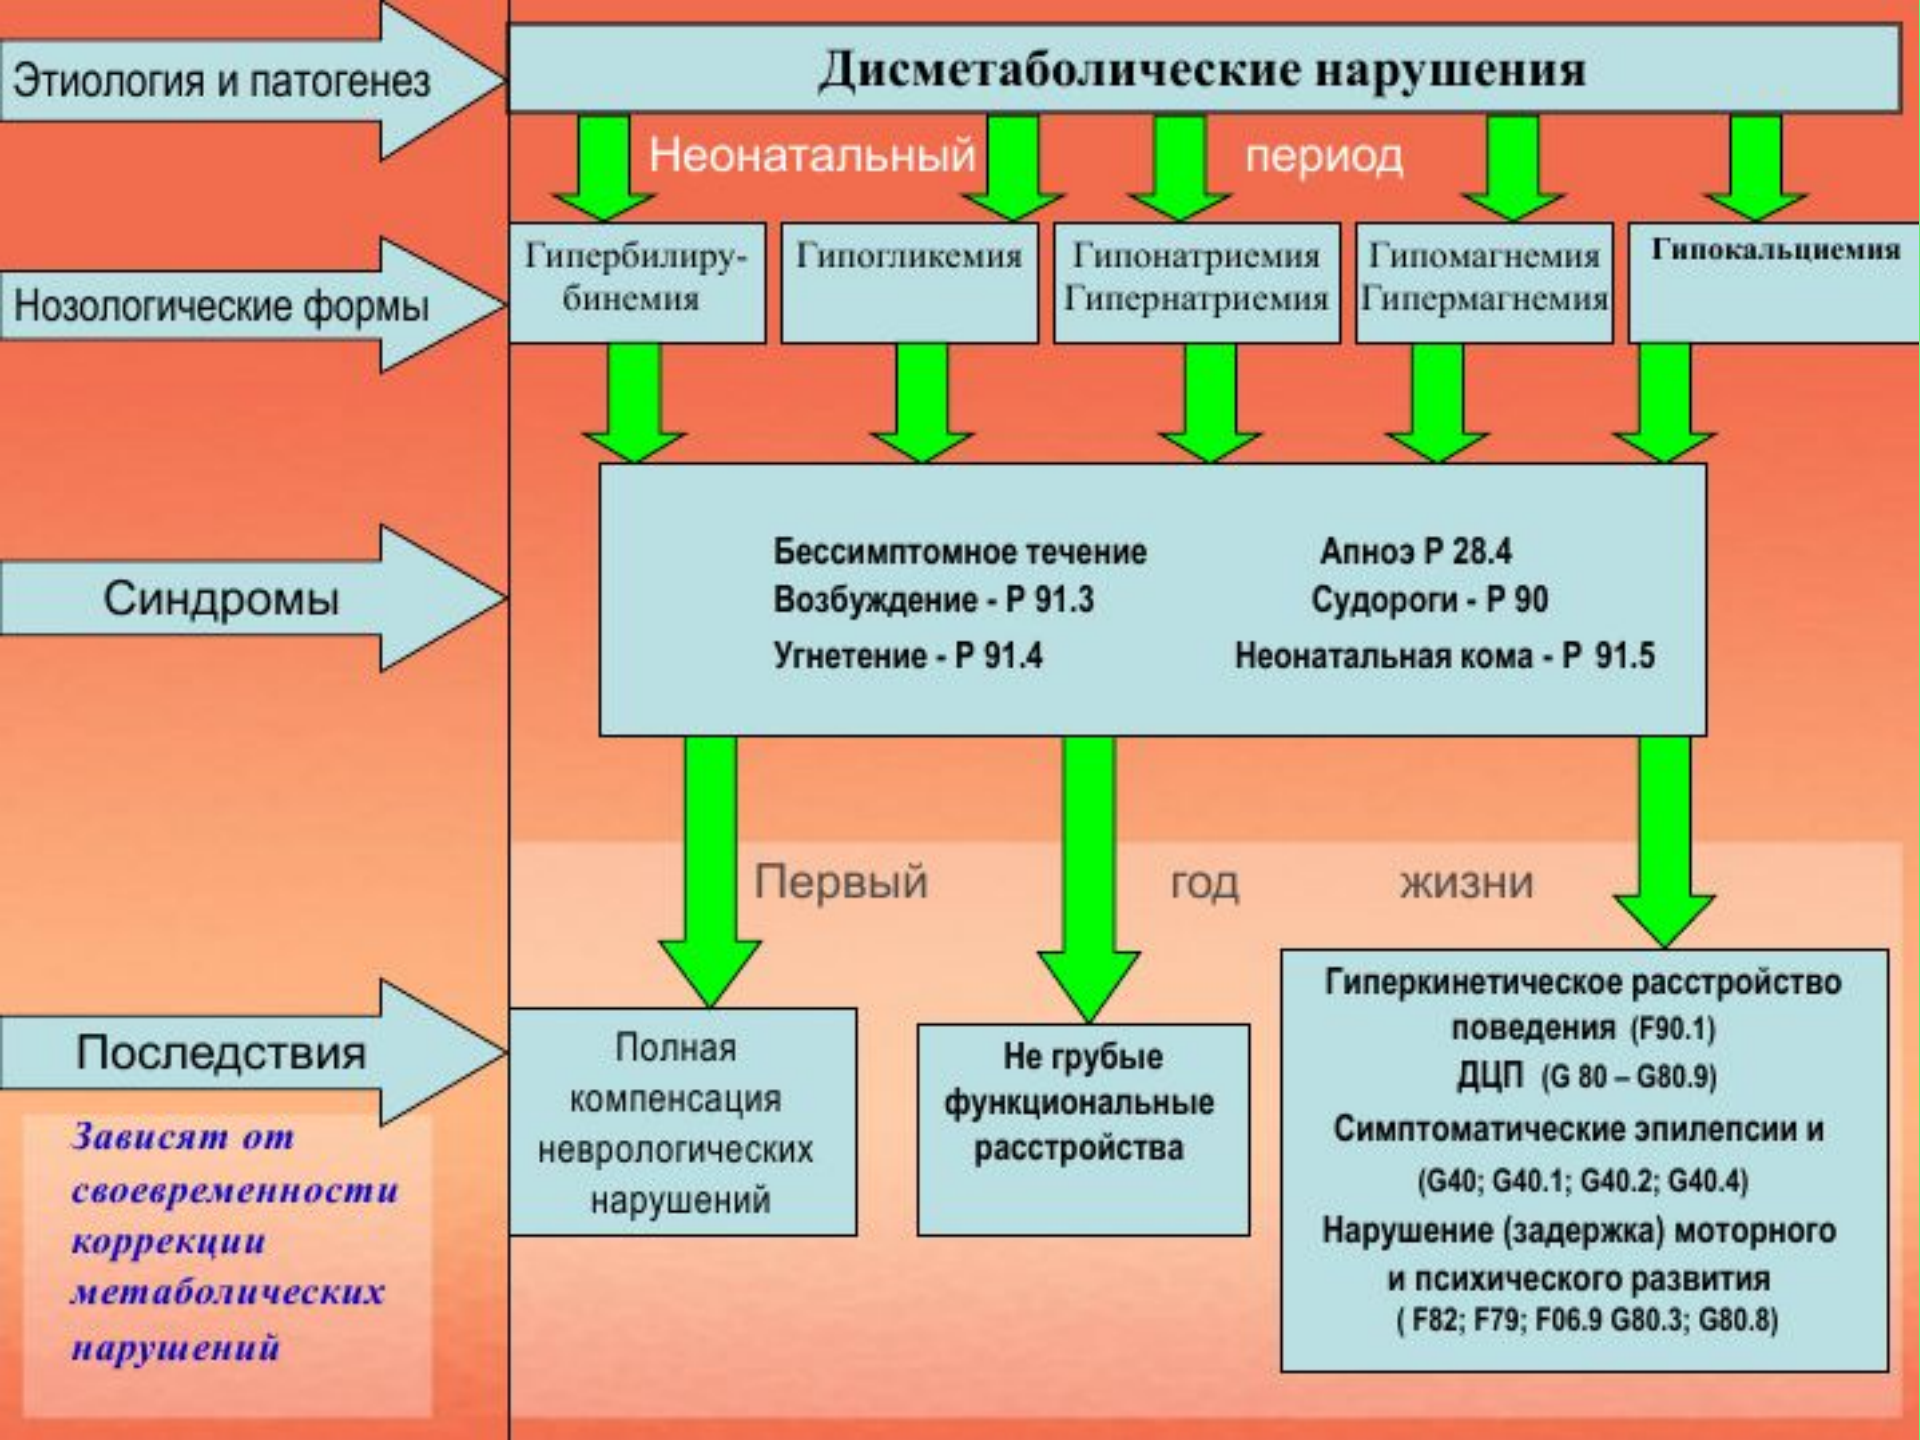 Этиология и патогенез
Дисметаболические нарушения
Неонатальный период
Нозологические формы
Гипербилиру-
бинемия
Гипогликемия
Гипонатриемия
Гипернатриемия
Гипомагнемия
Гипермагнемия
Гипокальциемия
Синдромы
Бессимптомное течение Апноэ Р 28.4
Возбуждение - Р 91.3 Судороги - Р 90
Угнетение - Р 91.4 Неонатальная кома - Р 91.5
Первый год жизни
Последствия
Зависят от
своевременности
коррекции
метаболических
нарушений
Полная
компенсация
неврологических
нарушений
Не грубые
функциональные
расстройства
Гиперкинетическое расстройство
поведения (F90.1)
ДЦП (G 80 – G80.9)
Симптоматические эпилепсии и
(G40; G40.1; G40.2; G40.4)
Нарушение (задержка) моторного
и психического развития
( F82; F79; F06.9 G80.3; G80.8)